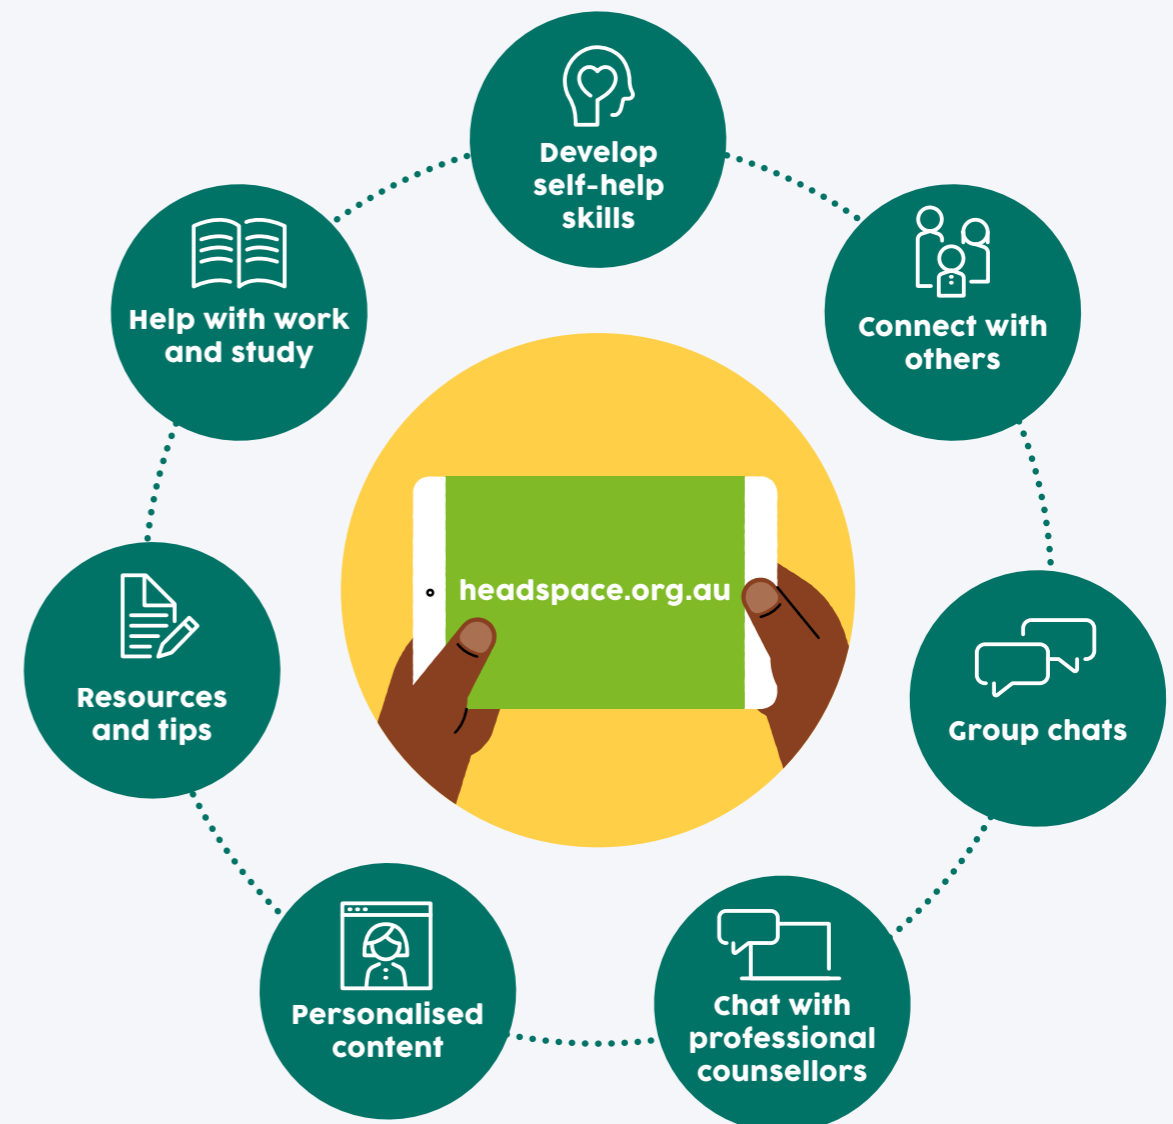 Develop
self-help
skills
Connect with
others
Group chats
Chat with
professional
counsellors
Personalised
content
Resources
and tips
Help with work
and study
headspace.org.au